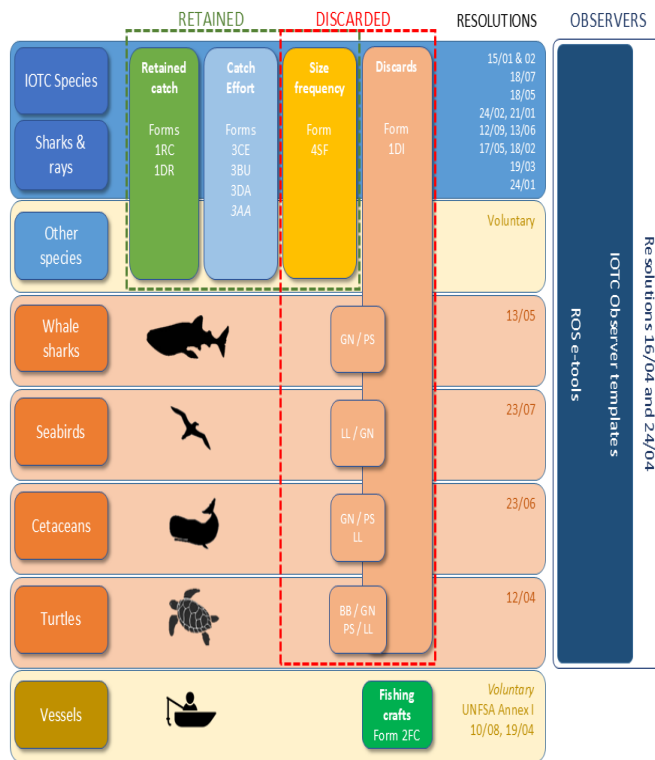 RETAINED
DISCARDED
RESOLUTIONS
OBSERVERS
IOTC Species
Sharks &
rays
Other
species
Retained
catch
Forms
1RC
1DR
Catch
Effort
Forms
3CE
3BU
3DA
3AA
Size
frequency
Form
4SF
Discards
Form
1DI
15/01 & 02
18/07
18/05
24/02, 21/01
12/09, 13/06
17/05, 18/02
19/03
24/01
Voluntary
Whale
sharks
GN / PS
13/05
Seabirds
LL / GN
23/07
Cetaceans
GN / PS
LL
23/06
Turtles
BB / GN
PS / LL
12/04
Vessels
Fishing
crafts
Form 2FC
Voluntary
UNFSA Annex I
10/08, 19/04
ROS e-tools
IOTC Observer templates
Resolutions 16/04 and 24/04